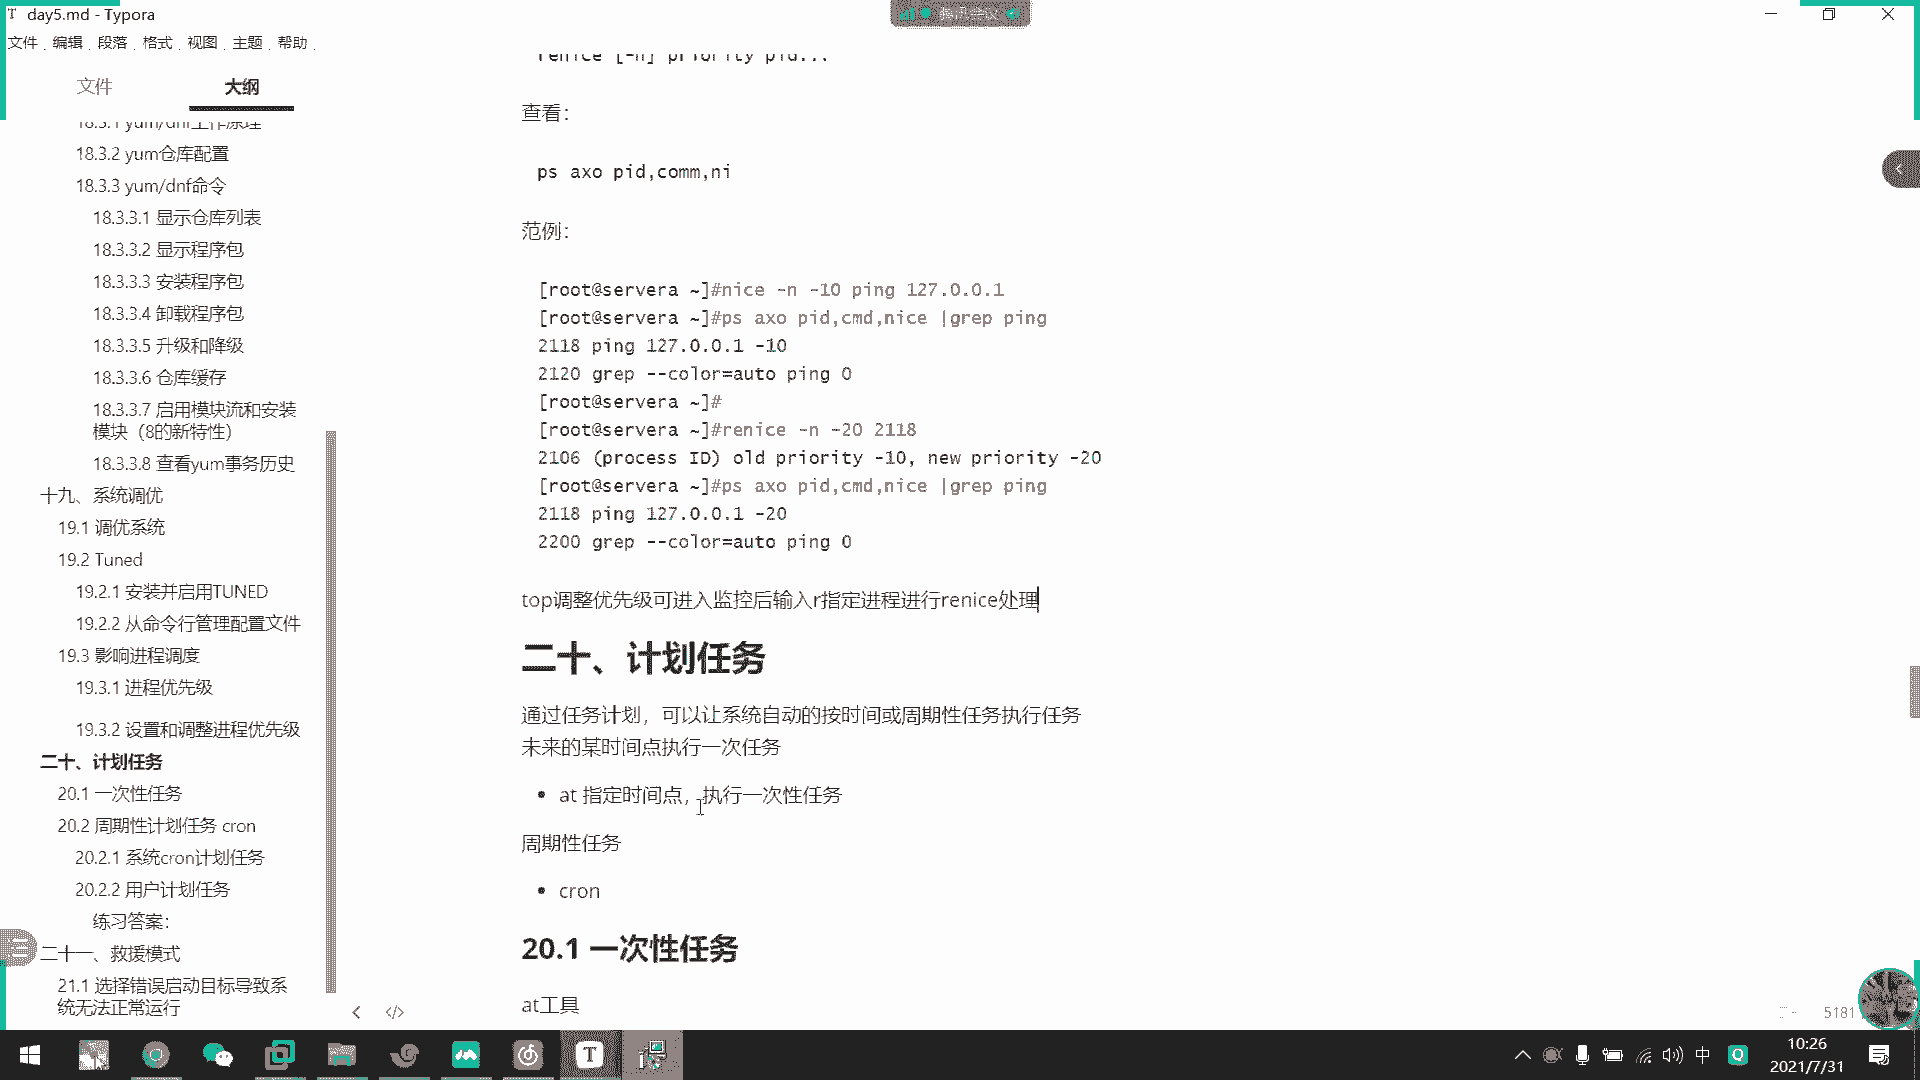 day5.md - Typora
腾讯会议
文件 编辑 段落 格式 视图 主题 帮助
文件 大纲
18.3.1 yum/dnf工作原理
18.3.2 yum仓库配置
18.3.3 yum/dnf命令
18.3.3.1 显示仓库列表
18.3.3.2 显示程序包
18.3.3.3 安装程序包
18.3.3.4 卸载程序包
18.3.3.5 升级和降级
18.3.3.6 仓库缓存
18.3.3.7 启用模块流和安装
模块（8的新特性）
18.3.3.8 查看yum事务历史
十九、系统调优
19.1 调优系统
19.2 Tuned
19.2.1 安装并启用TUNED
19.2.2 从命令行管理配置文件
19.3 影响进程调度
19.3.1 进程优先级
19.3.2 设置和调整进程优先级
二十、计划任务
20.1 一次性任务
20.2 周期性计划任务 cron
20.2.1 系统cron计划任务
20.2.2 用户计划任务
练习答案：
二十一、救援模式
21.1 选择错误启动目标导致系
统无法正常运行
renice [-n] priority pid...
查看：
ps axo pid,comm,ni
范例：
[root@servera ~]#nice -n -10 ping 127.0.0.1
[root@servera ~]#ps axo pid,cmd,nice |grep ping
2118 ping 127.0.0.1 -10
2120 grep --color=auto ping 0
[root@servera ~]#
[root@servera ~]#renice -n -20 2118
2106 (process ID) old priority -10, new priority -20
[root@servera ~]#ps axo pid,cmd,nice |grep ping
2118 ping 127.0.0.1 -20
2200 grep --color=auto ping 0
top调整优先级可进入监控后输入r指定进程进行renice处理
二十、计划任务
通过任务计划，可以让系统自动的按时间或周期性任务执行任务
未来的某时间点执行一次任务
• at 指定时间点，执行一次性任务
周期性任务
• cron
20.1 一次性任务
at工具
5181
中
10:26
2021/7/31